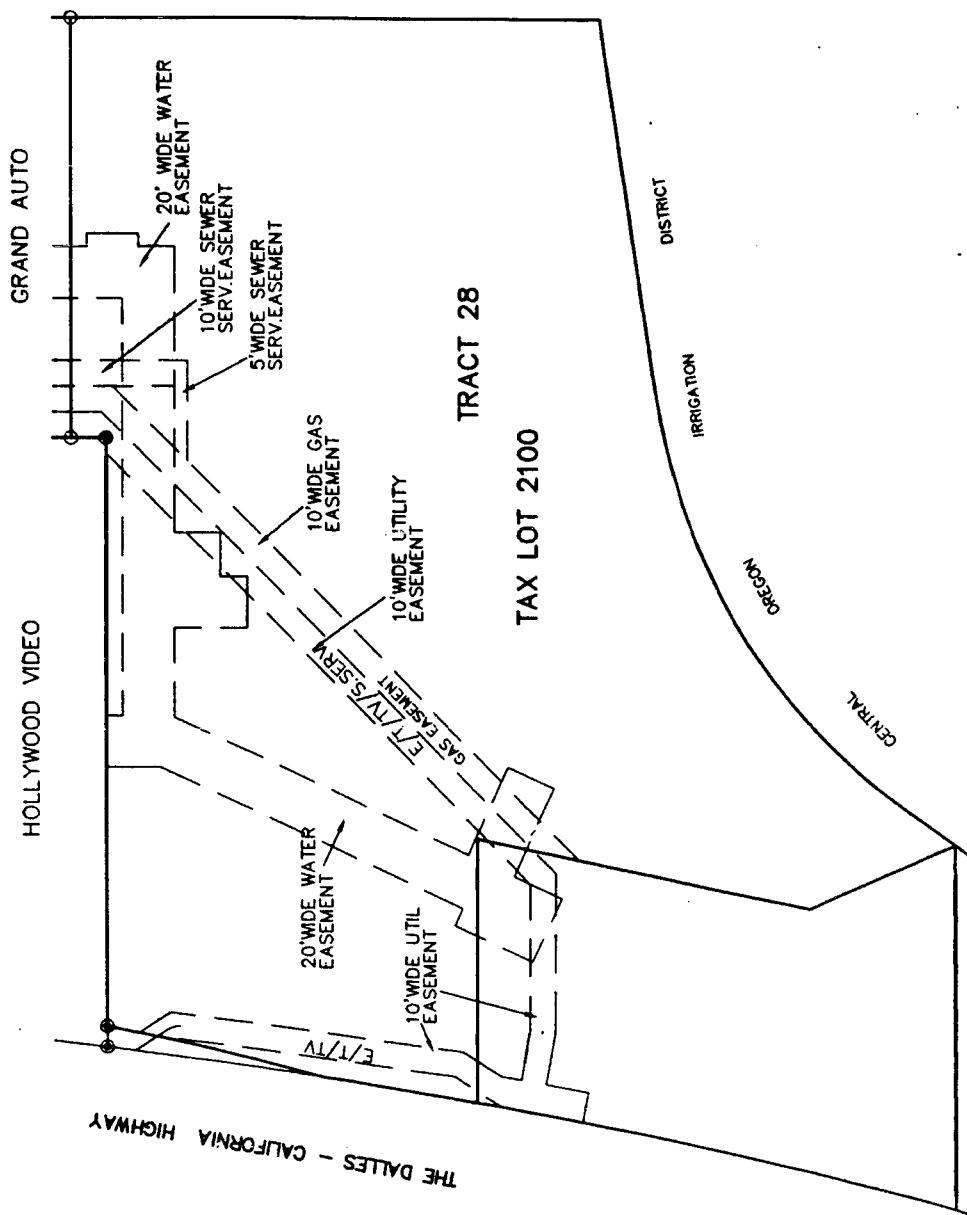 GRAND AUTO
HOLLYWOOD VIDEO
20' WIDE WATER
EASEMENT
10'WIDE SEWER
SERV.EASEMENT
5'WIDE SEWER
SERV.EASEMENT
10'WIDE GAS
EASEMENT
10'WIDE UTILITY
EASEMENT
TRACT 28
TAX LOT 2100
E/T/TV/S.SERV
GAS EASEMENT
20'WIDE WATER
EASEMENT
10'WIDE UTIL
EASEMENT
E/T/TV
THE DALLES - CALIFORNIA HIGHWAY
CENTRAL
OREGON
IRRIGATION
DISTRICT